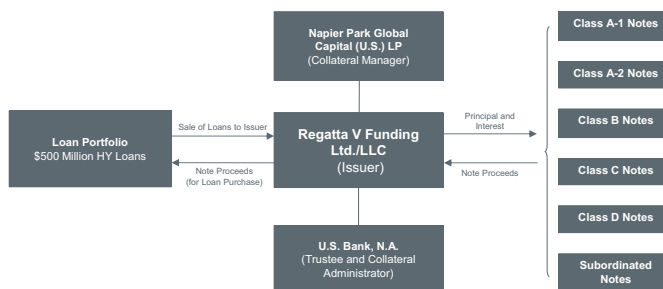 Napier Park Global
Capital (U.S.) LP
(Collateral Manager)
Loan Portfolio
$500 Million HY Loans
Sale of Loans to Issuer
Note Proceeds
(for Loan Purchase)
Regatta V Funding
Ltd./LLC
(Issuer)
Principal and
Interest
Note Proceeds
U.S. Bank, N.A.
(Trustee and Collateral
Administrator)
Class A-1 Notes
Class A-2 Notes
Class B Notes
Class C Notes
Class D Notes
Subordinated
Notes